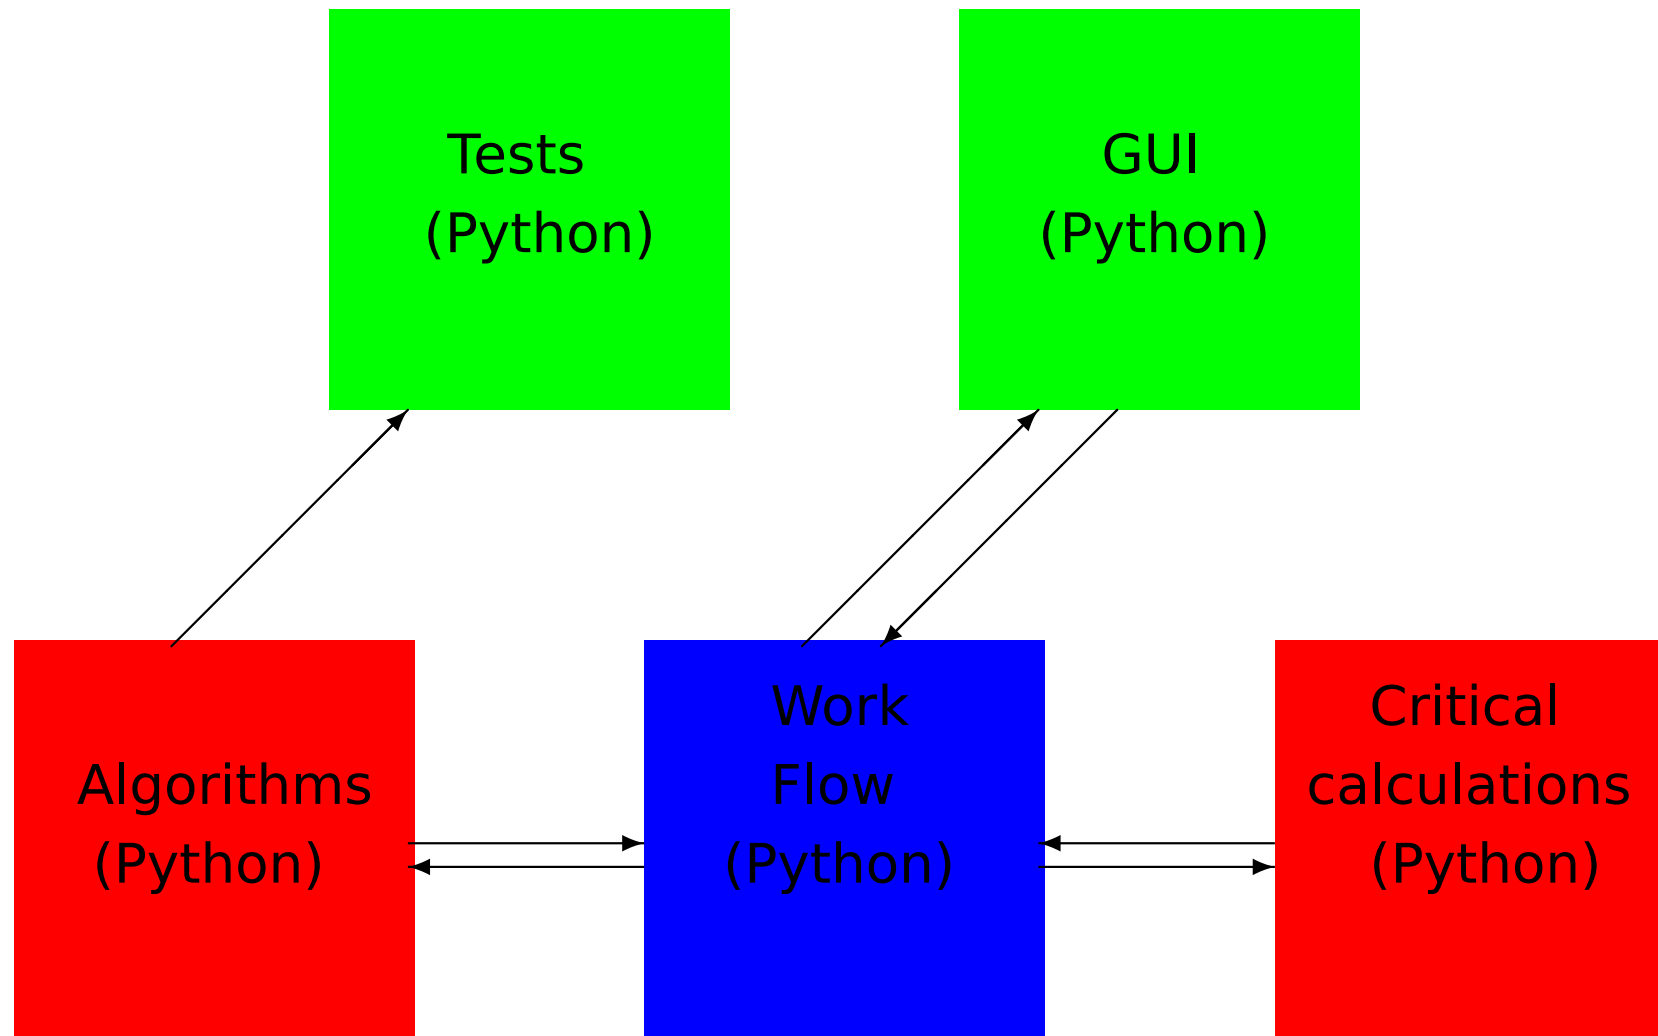 Tests
(Python)
GUI
(Python)
Algorithms
(Python)
Work
Flow
(Python)
Critical
calculations
(Python)